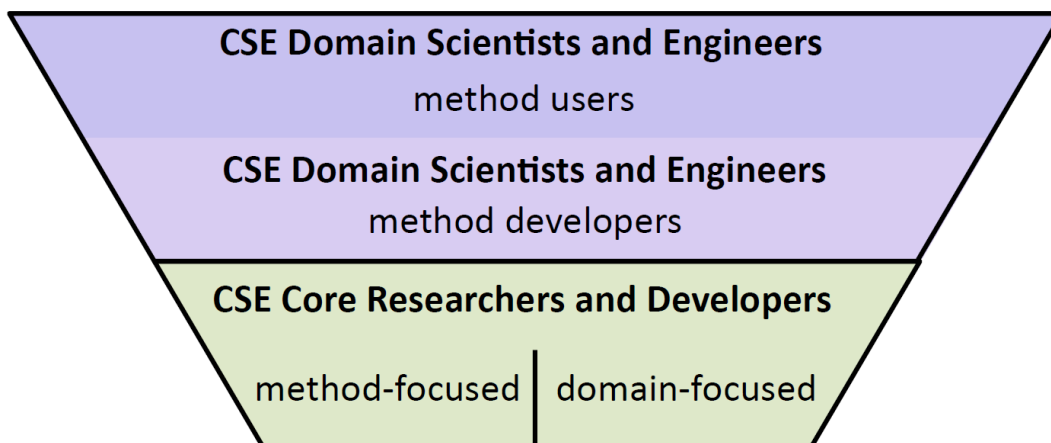 CSE Domain Scientists and Engineers
method users
CSE Domain Scientists and Engineers
method developers
CSE Core Researchers and Developers
method-focused domain-focused